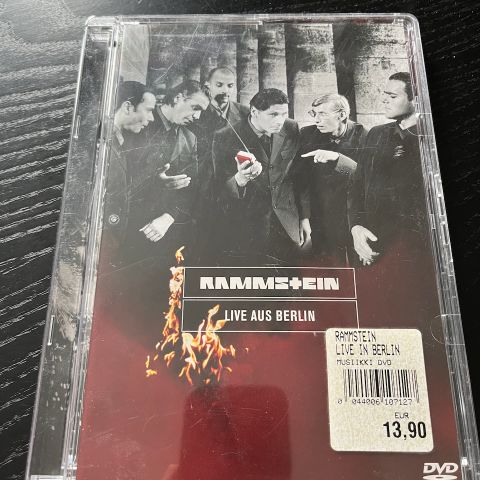 RAMMSTEIN
LIVE AUS BERLIN
RAMMSTEIN
LIVE IN BERLIN
MUSIIKKI DVD
0 044006 107127
EUR
13,90
DVD